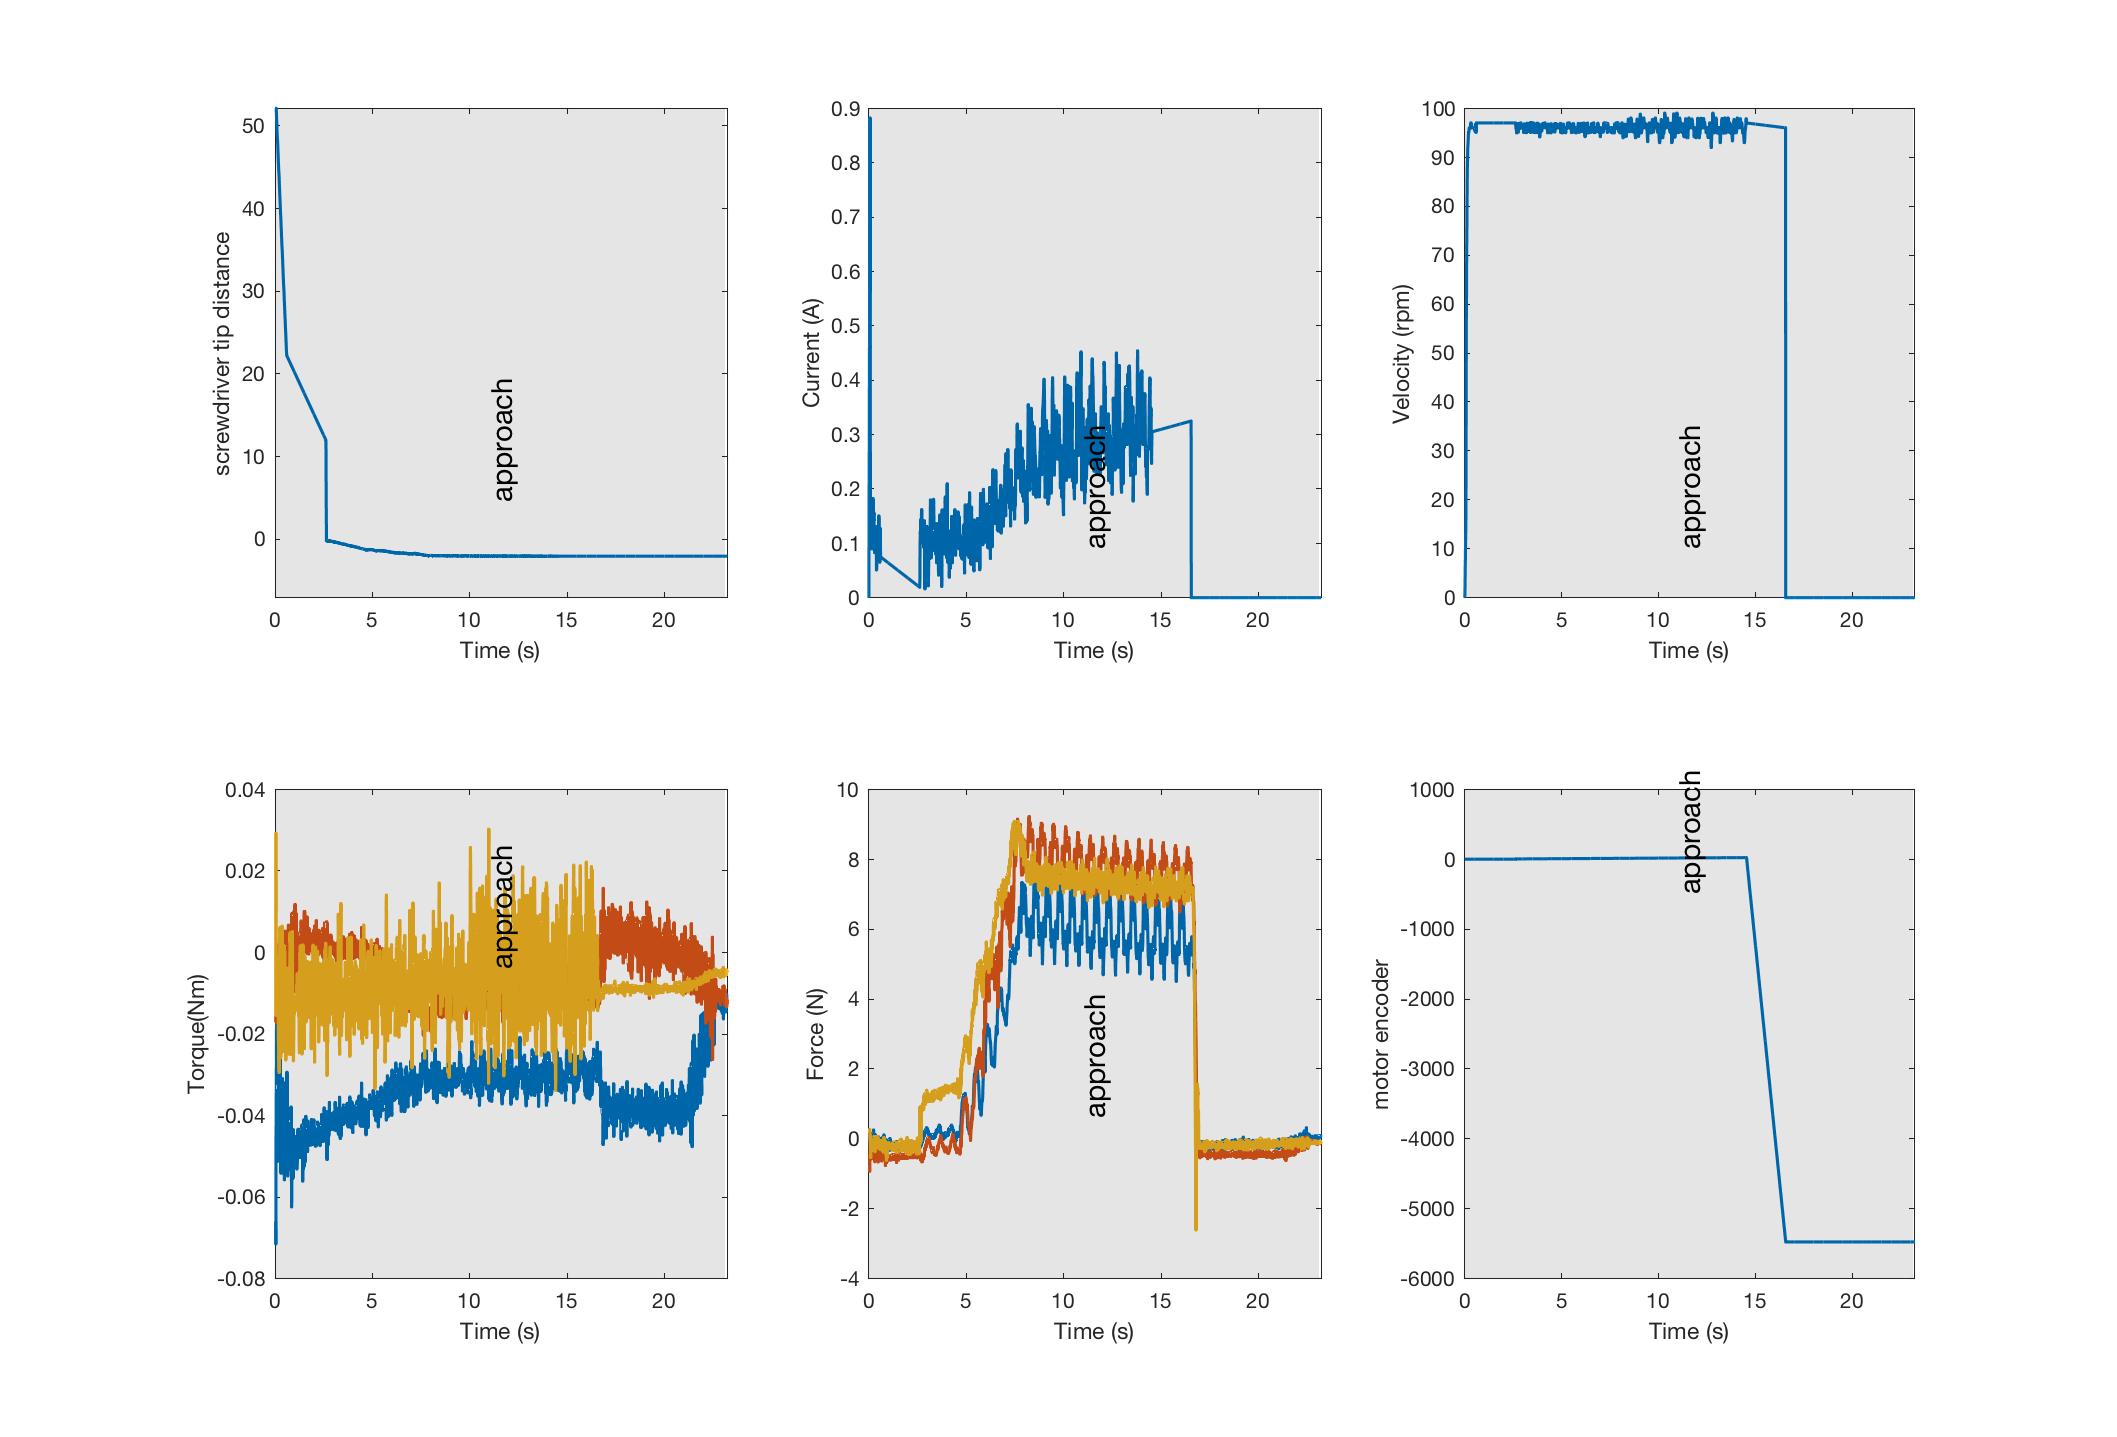 screwdriver tip distance
50
40
30
20
10
0
approach
0 5 10 15 20
Time (s)
Current (A)
0.9
0.8
0.7
0.6
0.5
0.4
0.3
0.2
0.1
0
approach
0 5 10 15 20
Time (s)
Velocity (rpm)
100
90
80
70
60
50
40
30
20
10
0
approach
0 5 10 15 20
Time (s)
Torque(Nm)
0.04
0.02
0
-0.02
-0.04
-0.06
-0.08
approach
0 5 10 15 20
Time (s)
Force (N)
10
8
6
4
2
0
-2
-4
approach
0 5 10 15 20
Time (s)
motor encoder
1000
0
-1000
-2000
-3000
-4000
-5000
-6000
approach
0 5 10 15 20
Time (s)